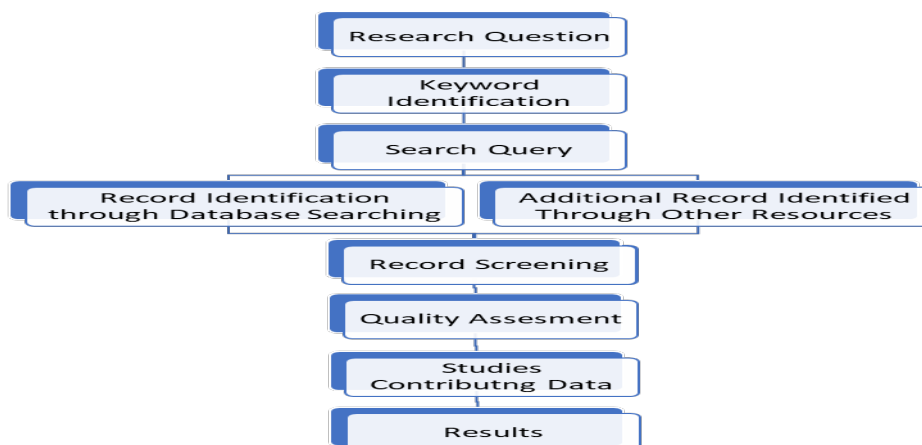 Research Question
Keyword
Identification
Search Query
Record Identification
through Database Searching
Additional Record Identified
Through Other Resources
Record Screening
Quality Assesment
Studies
Contributng Data
Results